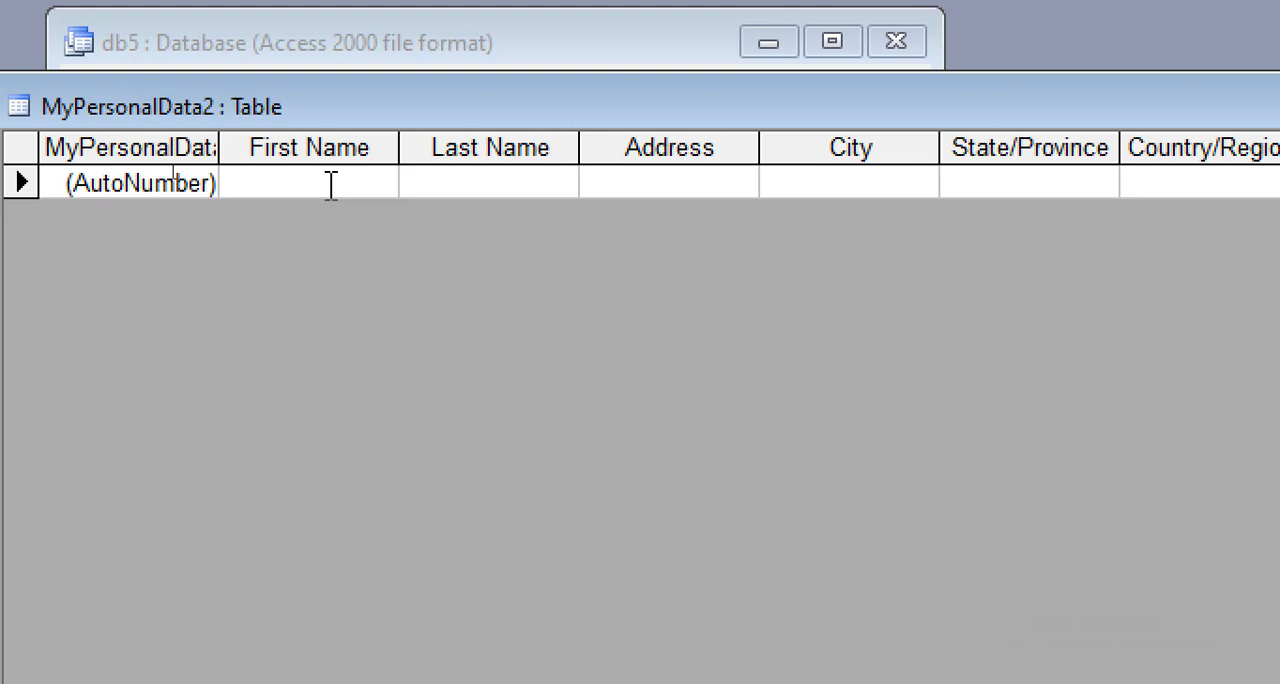 db5 : Database (Access 2000 file format)
MyPersonalData2 : Table
MyPersonalData First Name Last Name Address City State/Province Country/Regio
(AutoNumber)